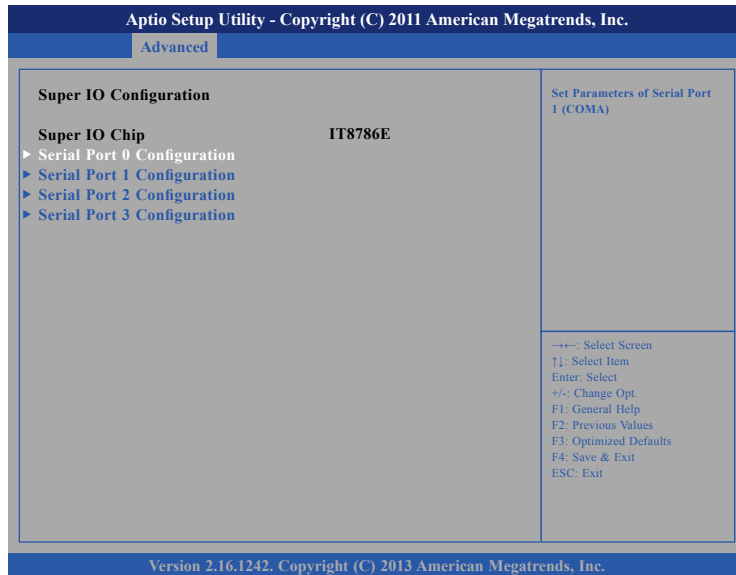 Aptio Setup Utility - Copyright (C) 2011 American Megatrends, Inc.
Advanced
Super IO Configuration
Super IO Chip IT8786E
▶ Serial Port 0 Configuration
▶ Serial Port 1 Configuration
▶ Serial Port 2 Configuration
▶ Serial Port 3 Configuration
Set Parameters of Serial Port
1 (COMA)
→←: Select Screen
↑↓: Select Item
Enter: Select
+/-: Change Opt.
F1: General Help
F2: Previous Values
F3: Optimized Defaults
F4: Save & Exit
ESC: Exit
Version 2.16.1242. Copyright (C) 2013 American Megatrends, Inc.